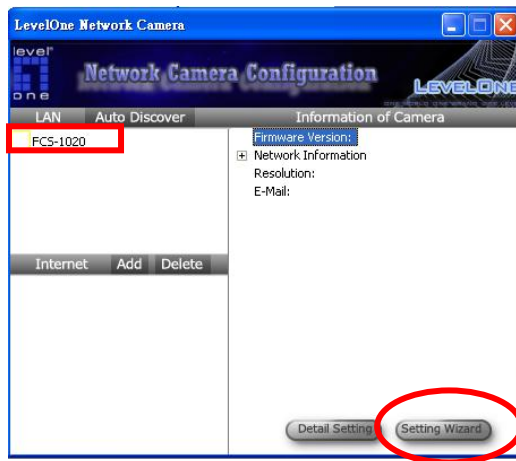 LevelOne Network Camera
level
one
Network Camera Configuration
LEVELONE
LAN Auto Discover
Information of Camera
FCS-1020
Firmware Version:
Network Information
Resolution:
E-Mail:
Internet Add Delete
Detail Setting
Setting Wizard